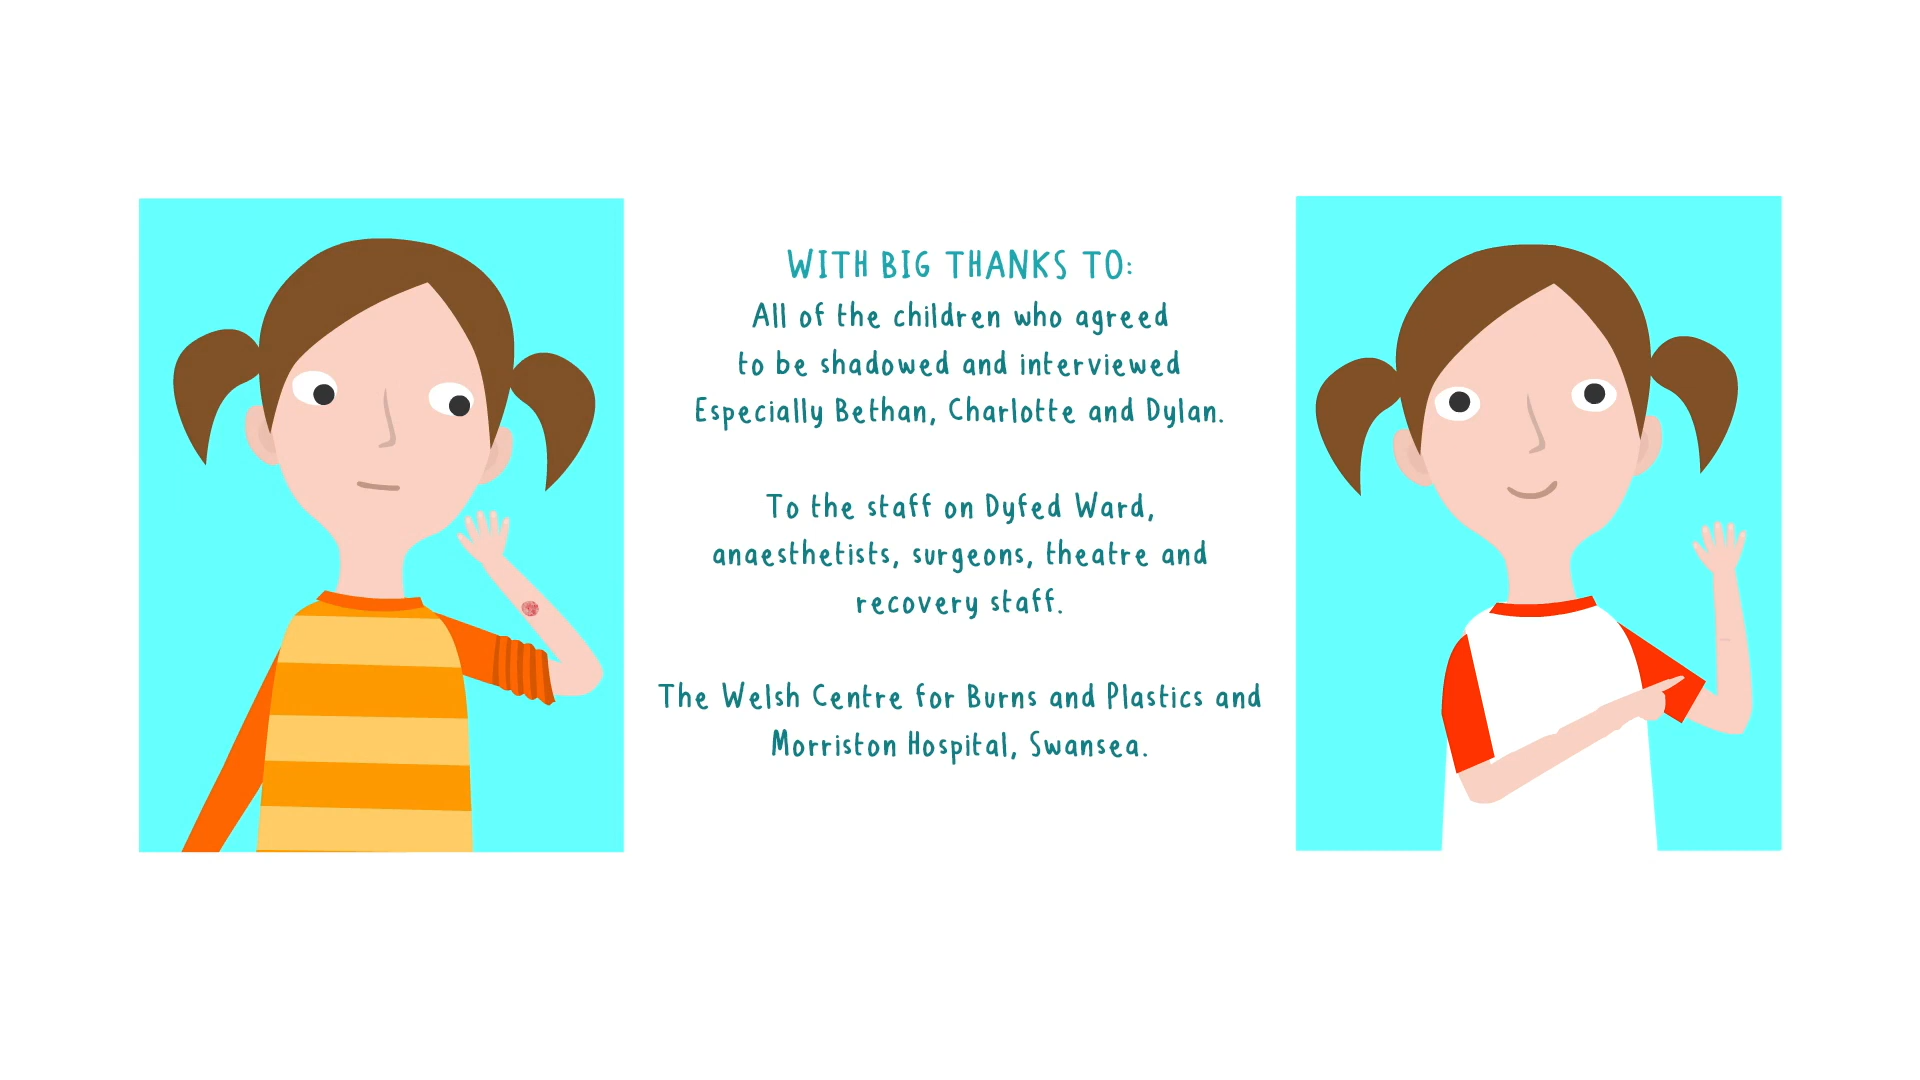 WITH BIG THANKS TO:
All of the children who agreed
to be shadowed and interviewed
Especially Bethan, Charlotte and Dylan.
To the staff on Dyfed Ward,
anaesthetists, surgeons, theatre and
recovery staff.
The Welsh Centre for Burns and Plastics and
Morriston Hospital, Swansea.